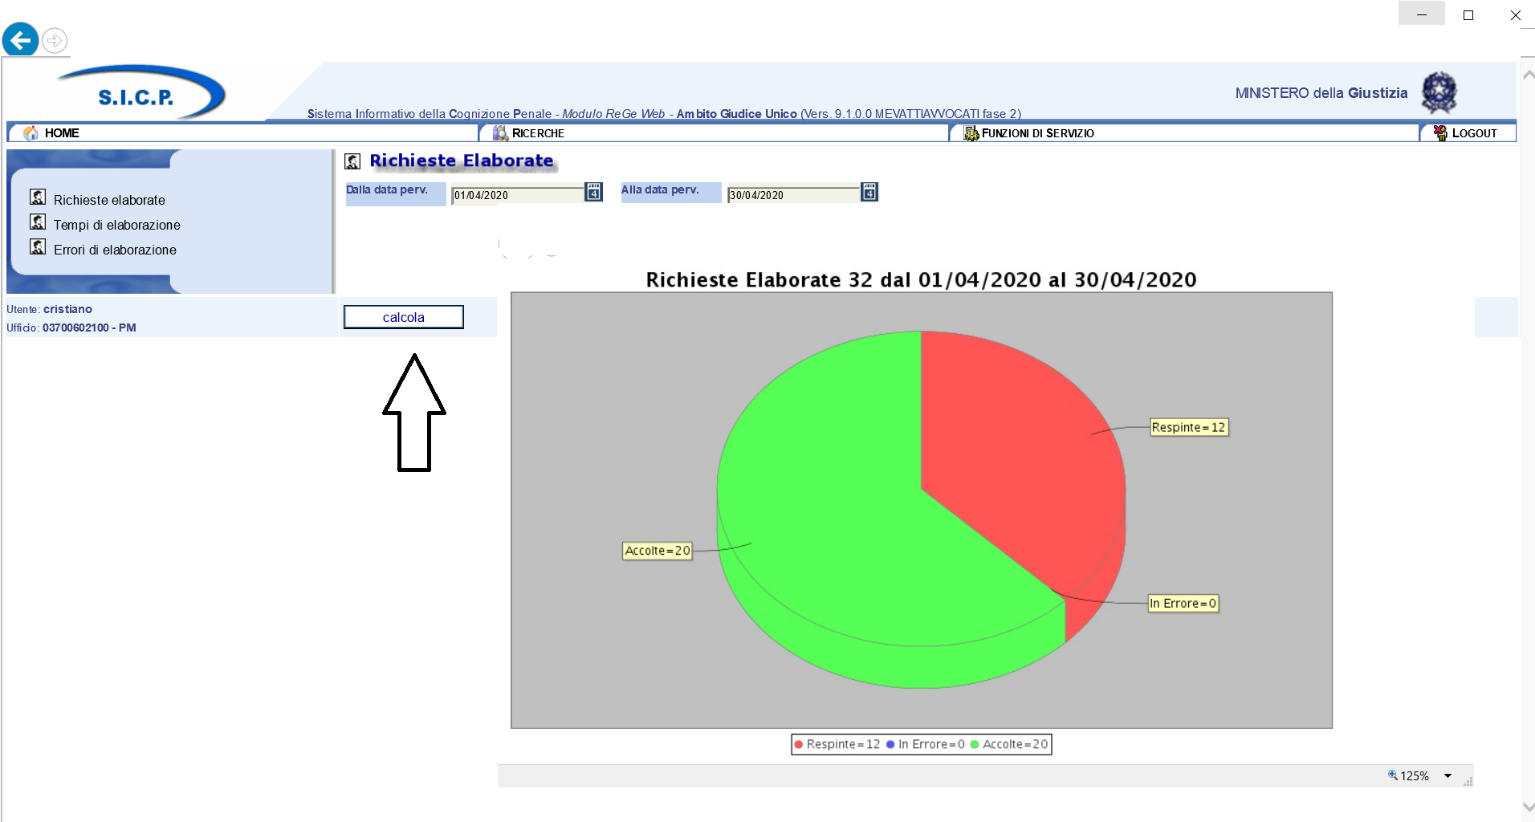 S.I.C.P.
MINISTERO della Giustizia
Sistema Informativo della Cognizione Penale - Modulo ReGe Web - Ambito Giudice Unico (Vers. 9.1.0.0 MEVATTIAVVOCATI fase 2)
HOME
RICERCHE
FUNZIONI DI SERVIZIO
LOGOUT
Richieste elaborate
Tempi di elaborazione
Errori di elaborazione
Utente: cristiano
Ufficio: 03700602100 - PM
Richieste Elaborate
Dalla data perv. 01/04/2020 Alla data perv. 30/04/2020
calcola
Richieste Elaborate 32 dal 01/04/2020 al 30/04/2020
Respinte=12
Accolte=20
In Errore=0
Respinte=12 In Errore=0 Accolte=20
125%